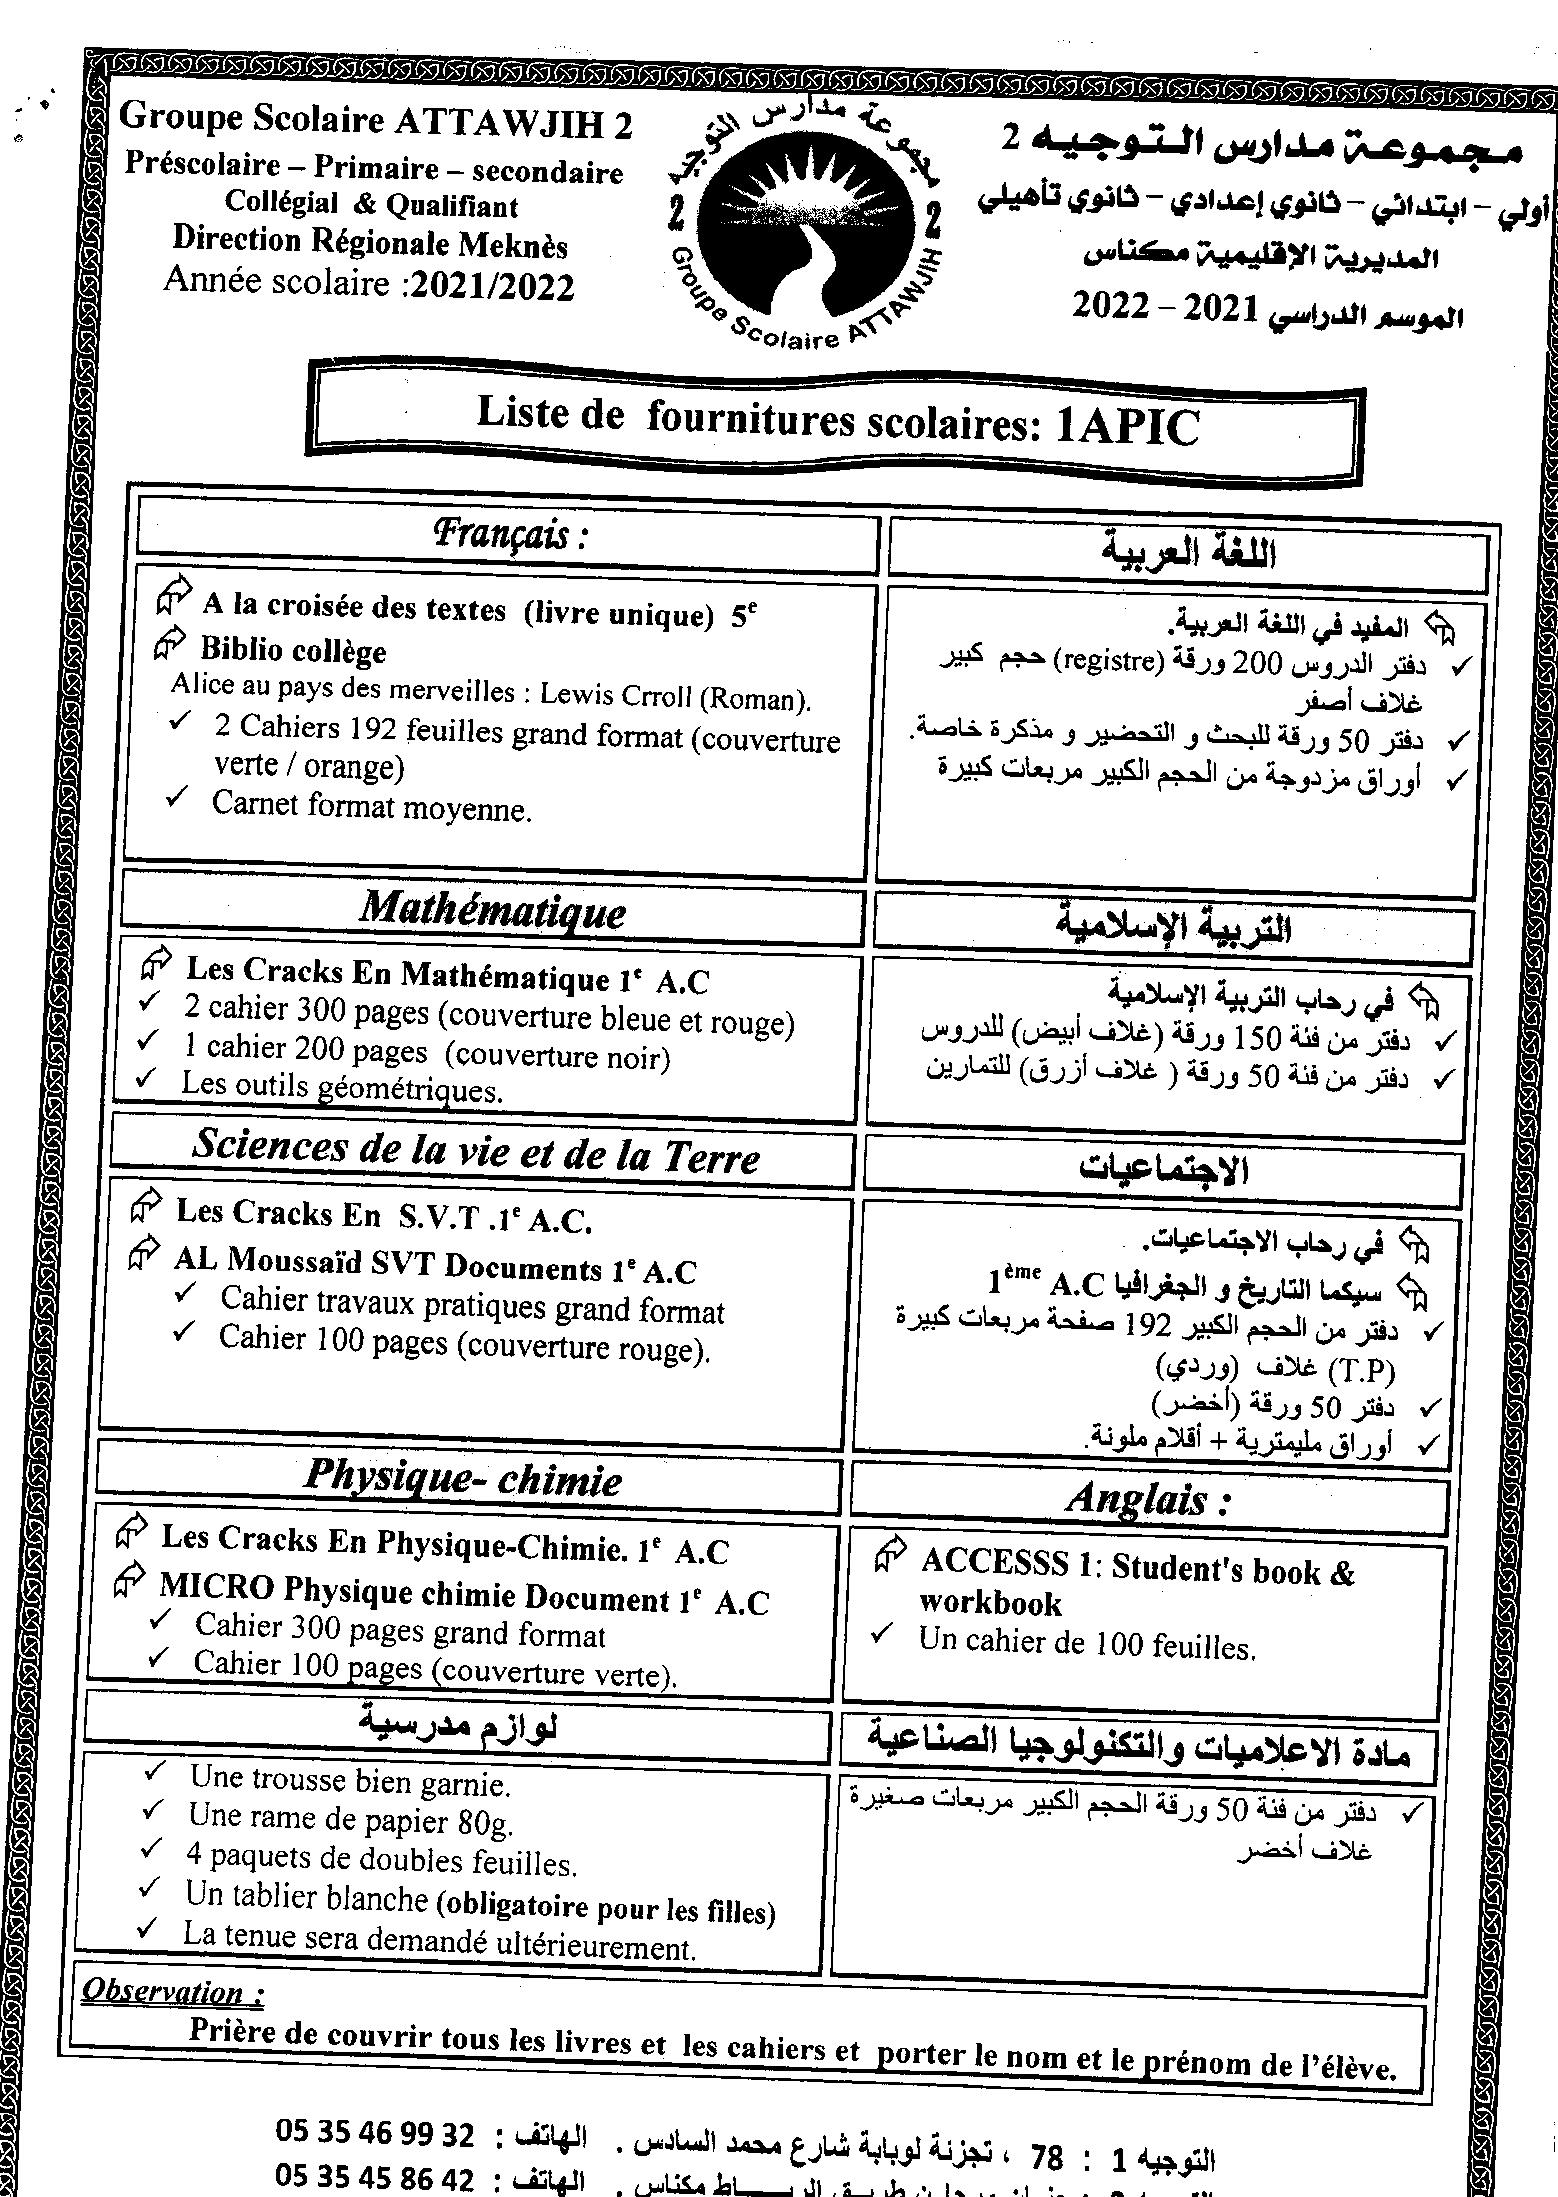 Groupe Scolaire ATTAWJIH 2
Préscolaire – Primaire – secondaire
Collégial & Qualifiant
Direction Régionale Meknès
Année scolaire :2021/2022
مجموعة مدارس التوجيه 2
Groupe Scolaire ATTAWJIH
2 2
مجموعة مدارس التوجيه 2
أولي – ابتدائي – ثانوي إعدادي – ثانوي تأهيلي
المديرية الإقليمية مكناس
الموسم الدراسي 2021 – 2022
Liste de fournitures scolaires: 1APIC
Français :
A la croisée des textes (livre unique) 5e
Biblio collège
Alice au pays des merveilles : Lewis Crroll (Roman).
✓ 2 Cahiers 192 feuilles grand format (couverture
verte / orange)
✓ Carnet format moyenne.
اللغة العربية
المفيد في اللغة العربية.
✓ دفتر الدروس 200 ورقة (registre) حجم كبير
غلاف أصفر
✓ دفتر 50 ورقة للبحث و التحضير و مذكرة خاصة.
✓ أوراق مزدوجة من الحجم الكبير مربعات كبيرة
Mathématique
Les Cracks En Mathématique 1e A.C
✓ 2 cahier 300 pages (couverture bleue et rouge)
✓ 1 cahier 200 pages (couverture noir)
✓ Les outils géométriques.
التربية الإسلامية
في رحاب التربية الإسلامية
✓ دفتر من فئة 150 ورقة (غلاف أبيض) للدروس
✓ دفتر من فئة 50 ورقة ( غلاف أزرق) للتمارين
Sciences de la vie et de la Terre
Les Cracks En S.V.T .1e A.C.
AL Moussaïd SVT Documents 1e A.C
✓ Cahier travaux pratiques grand format
✓ Cahier 100 pages (couverture rouge).
الاجتماعيات
في رحاب الاجتماعيات.
سيكما التاريخ و الجغرافيا 1ème A.C
✓ دفتر من الحجم الكبير 192 صفحة مربعات كبيرة
(T.P) غلاف (وردي)
✓ دفتر 50 ورقة (أخضر)
✓ أوراق مليمترية + أقلام ملونة.
Physique- chimie
Les Cracks En Physique-Chimie. 1e A.C
MICRO Physique chimie Document 1e A.C
✓ Cahier 300 pages grand format
✓ Cahier 100 pages (couverture verte).
Anglais :
ACCESSS 1: Student's book &
workbook
✓ Un cahier de 100 feuilles.
لوازم مدرسية
✓ Une trousse bien garnie.
✓ Une rame de papier 80g.
✓ 4 paquets de doubles feuilles.
✓ Un tablier blanche (obligatoire pour les filles)
✓ La tenue sera demandé ultérieurement.
مادة الاعلاميات والتكنولوجيا الصناعية
✓ دفتر من فئة 50 ورقة الحجم الكبير مربعات صغيرة
غلاف أخضر
Observation :
Prière de couvrir tous les livres et les cahiers et porter le nom et le prénom de l'élève.
التوجيه 1 : 78 ، تجزئة لوبابة شارع محمد السادس . الهاتف : 05 35 46 99 32
طريق الرباط مكناس . الهاتف : 05 35 45 86 42